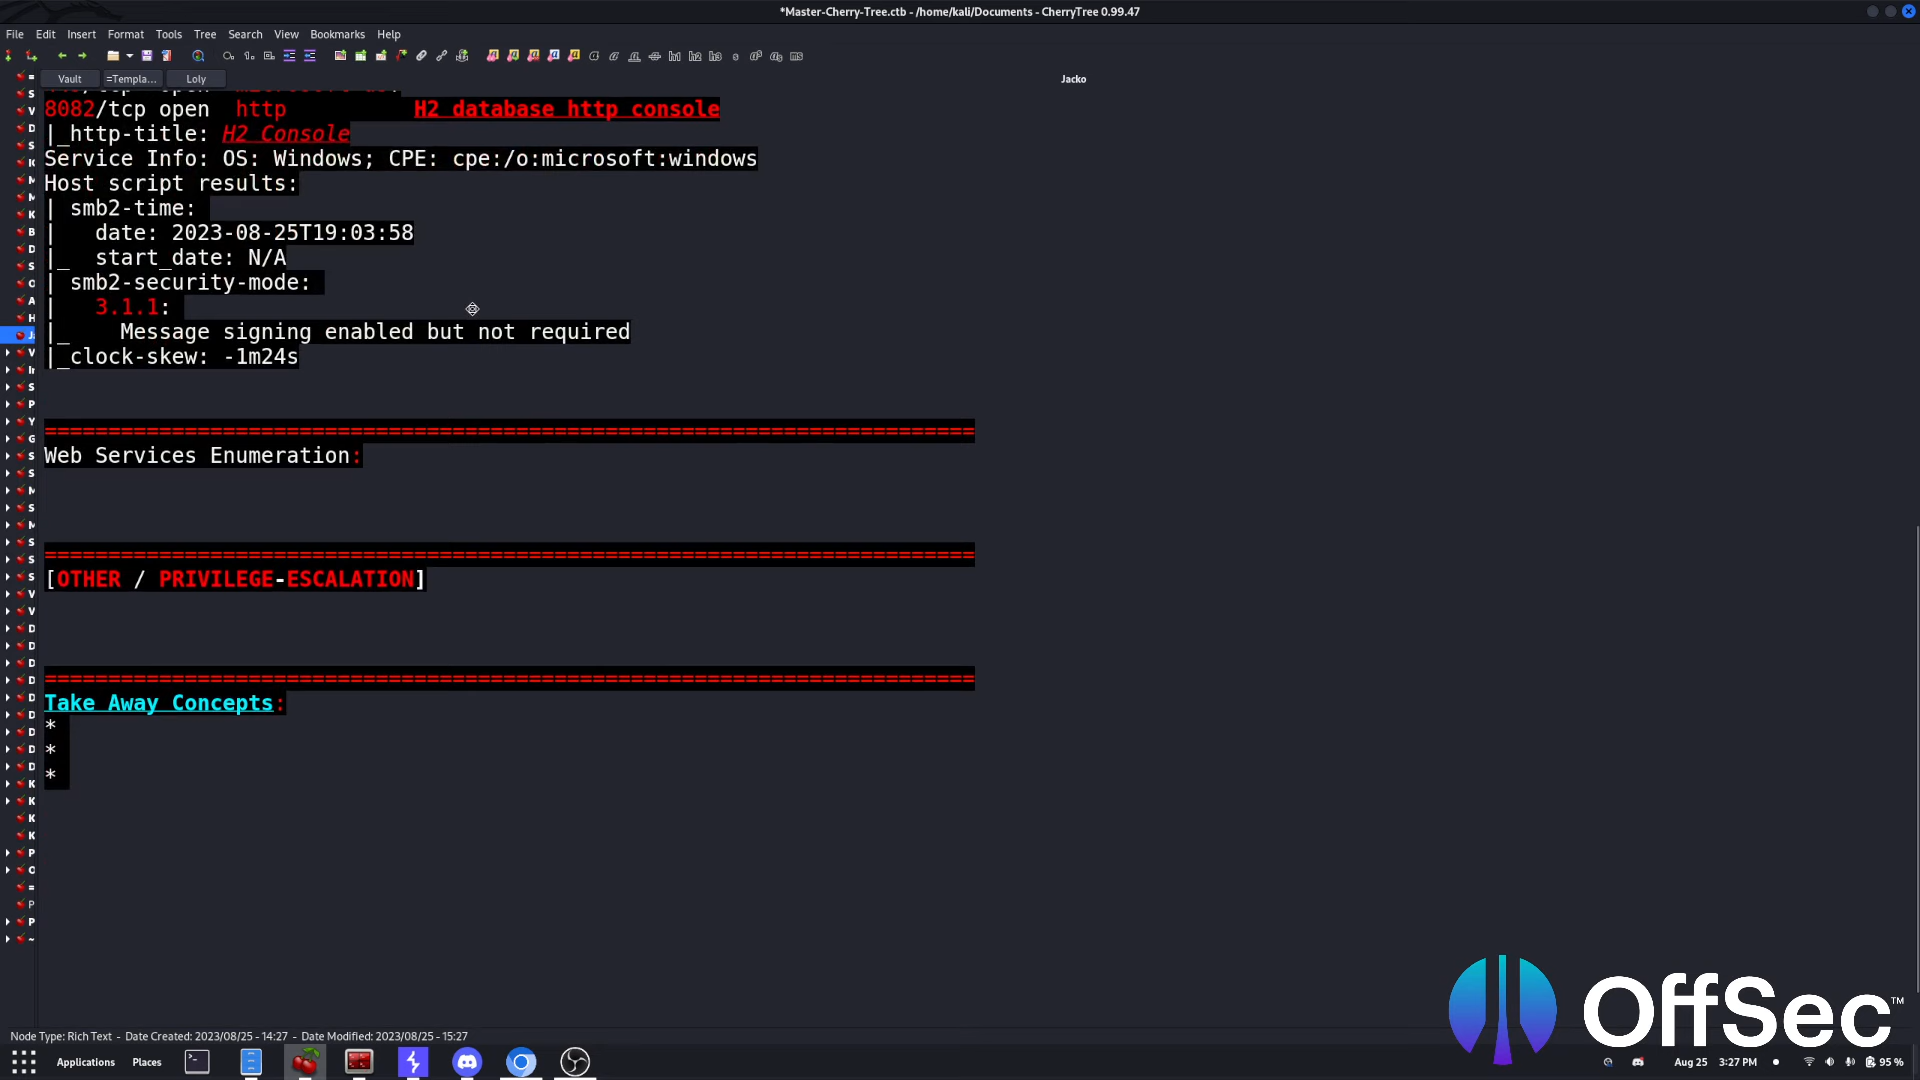 *Master-Cherry-Tree.ctb - /home/kali/Documents - CherryTree 0.99.47
File Edit Insert Format Tools Tree Search View Bookmarks Help
Vault =Templa... Loly
Jacko
8082/tcp open http H2 database http console
|_http-title: H2 Console
Service Info: OS: Windows; CPE: cpe:/o:microsoft:windows
Host script results:
| smb2-time:
| date: 2023-08-25T19:03:58
|_ start_date: N/A
| smb2-security-mode:
| 3.1.1:
|_ Message signing enabled but not required
|_clock-skew: -1m24s
=========================================================================
Web Services Enumeration:
=========================================================================
[OTHER / PRIVILEGE-ESCALATION]
=========================================================================
Take Away Concepts:
*
*
*
OffSec™
Node Type: Rich Text - Date Created: 2023/08/25 - 14:27 - Date Modified: 2023/08/25 - 15:27
Applications Places
Aug 25 3:27 PM
95 %